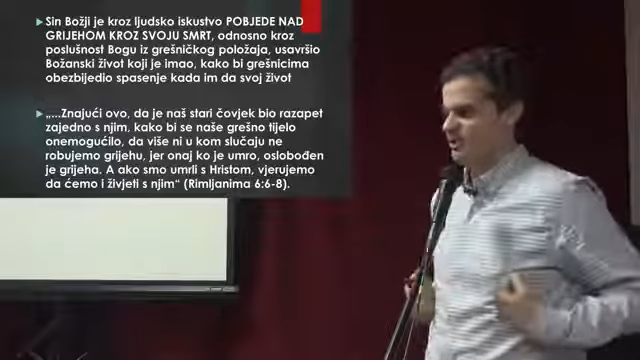 Sin Božji je kroz ljudsko iskustvo POBJEDE NAD
GRIJEHOM KROZ SVOJU SMRT, odnosno kroz
poslušnost Bogu iz grešničkog položaja, usavršio
Božanski život koji je imao, kako bi grešnicima
obezbijedio spasenje kada im da svoj život
„...Znajući ovo, da je naš stari čovjek bio razapet
zajedno s njim, kako bi se naše grešno tijelo
onemogućilo, da više ni u kom slučaju ne
robujemo grijehu, jer onaj ko je umro, oslobođen
je grijeha. A ako smo umrli s Hristom, vjerujemo
da ćemo i živjeti s njim“ (Rimljanima 6:6-8).